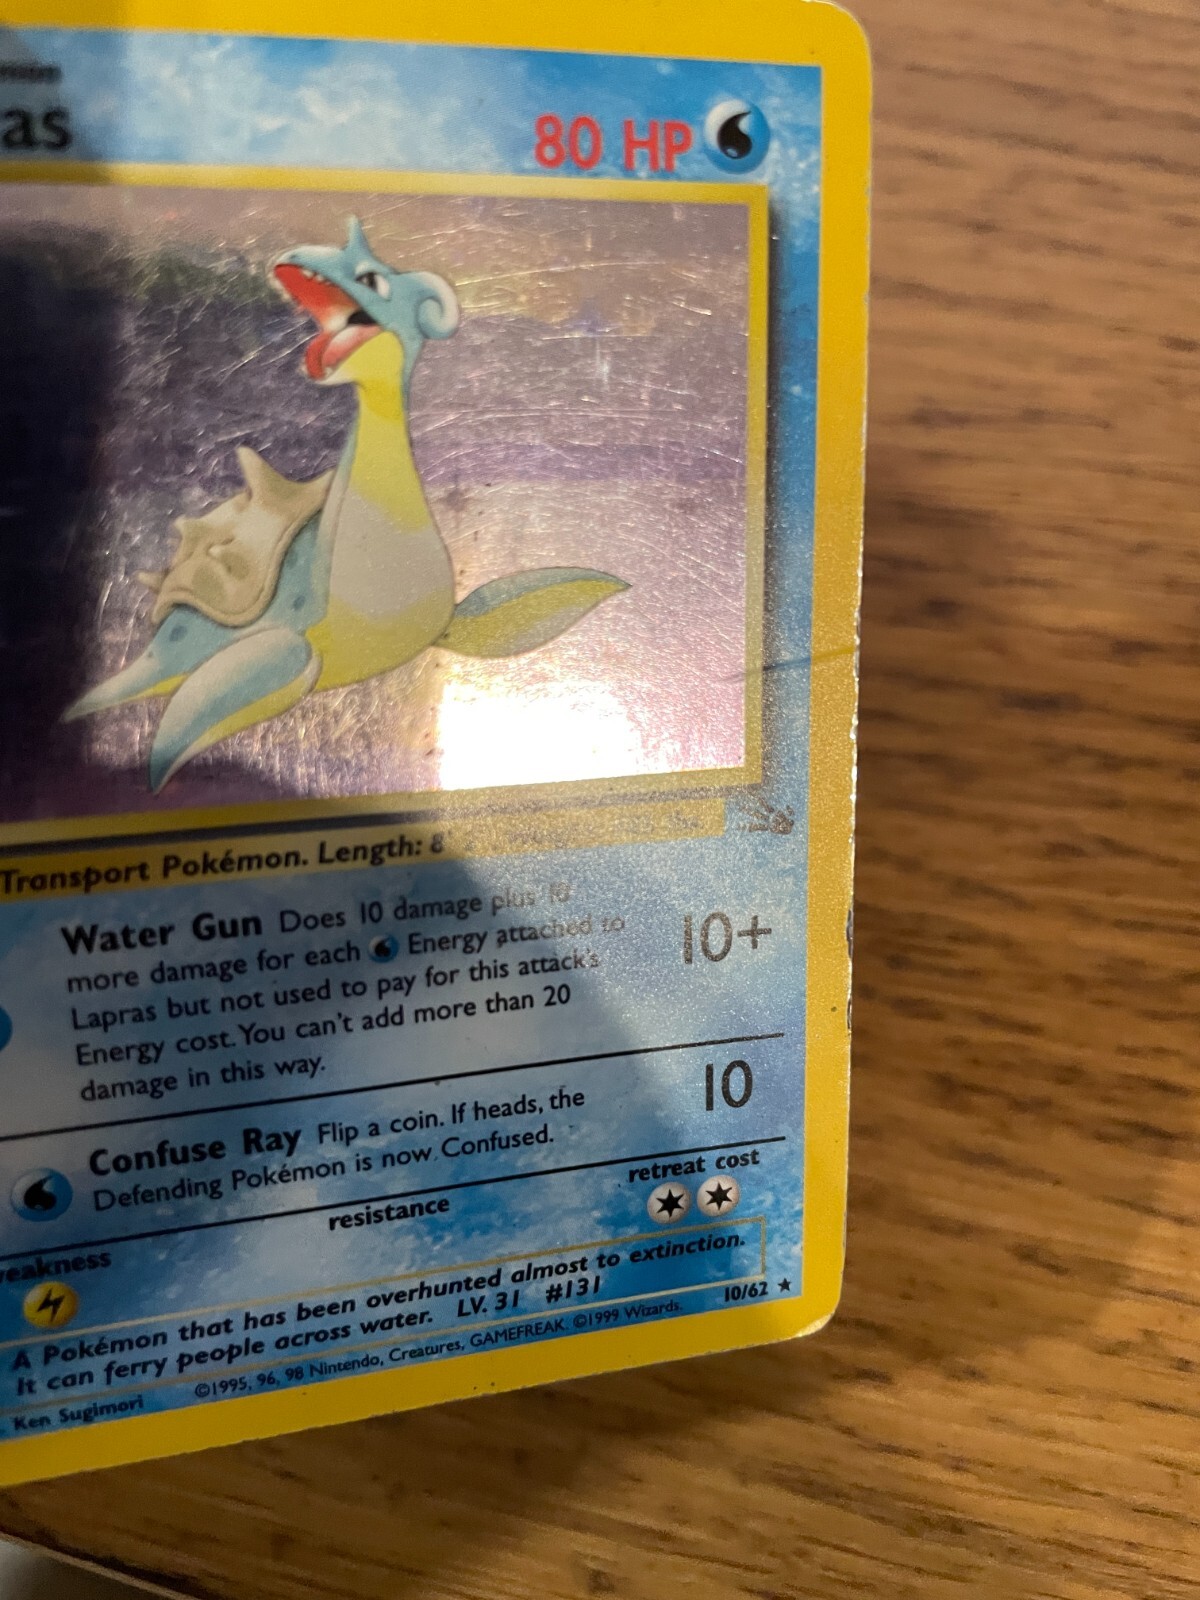 as
80 HP
Transport Pokémon. Length: 8'
Water Gun Does 10 damage plus 10
more damage for each Energy attached to
Lapras but not used to pay for this attack's
Energy cost. You can't add more than 20
damage in this way.
10+
Confuse Ray Flip a coin. If heads, the
Defending Pokémon is now Confused.
10
eakness
resistance
retreat cost
A Pokémon that has been overhunted almost to extinction.
It can ferry people across water. LV. 31 #131
Ken Sugimori
©1995, 96, 98 Nintendo, Creatures, GAMEFREAK. ©1999 Wizards.
10/62 ★